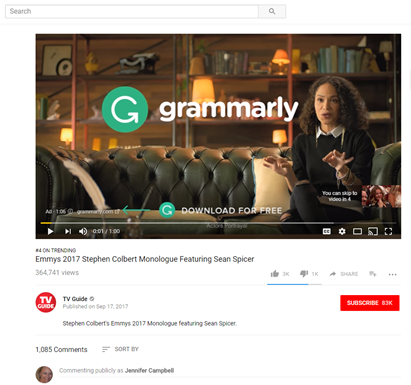 Search
grammarly
You can skip to
video in 4
Ad · 1:06
grammarly.com
DOWNLOAD FOR FREE
Actors Portrayal
0:01 / 1:00
CC
#4 ON TRENDING
Emmys 2017 Stephen Colbert Monologue Featuring Sean Spicer
364,741 views
3K
1K
SHARE
TV GUIDE
TV Guide
Published on Sep 17, 2017
SUBSCRIBE 83K
Stephen Colbert's Emmys 2017 Monologue featuring Sean Spicer.
1,085 Comments
SORT BY
Commenting publicly as Jennifer Campbell